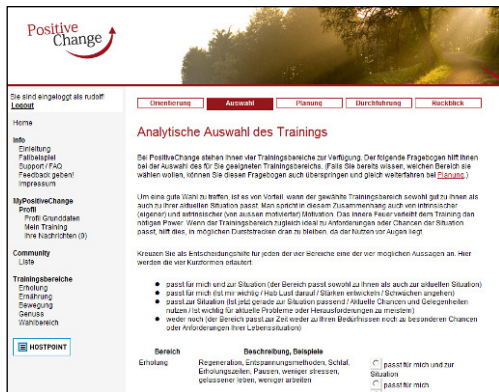 Positive
Change
Sie sind eingeloggt als rudolf!
Logout
Home
Info
Einleitung
Fallbeispiel
Support / FAQ
Feedback geben!
Impressum
MyPositiveChange
Profil
Profil Grunddaten
Mein Training
Ihre Nachrichten (0)
Community
Liste
Trainingsbereiche
Erholung
Ernährung
Bewegung
Genuss
Wahlbereich
HOSTPOINT
Orientierung Auswahl Planung Durchführung Rückblick
Analytische Auswahl des Trainings
Bei PositiveChange stehen Ihnen vier Trainingsbereiche zur Verfügung. Der folgende Fragebogen hilft Ihnen
bei der Auswahl des für Sie geeigneten Trainingsbereichs. (Falls Sie bereits wissen, welchen Bereich sie
wählen wollen, können Sie diesen Fragebogen auch überspringen und gleich weiterfahren bei Planung.)
Um eine gute Wahl zu treffen, ist es von Vorteil, wenn der gewählte Trainingsbereich sowohl gut zu Ihnen als
auch zu Ihrer aktuellen Situation passt. Man spricht in diesem Zusammenhang auch von intrinsischer
(eigener) und extrinsischer (von aussen motivierter) Motivation. Das innere Feuer verleiht dem Training den
nötigen Power. Wenn der Trainingsbereich zugleich ideal zu Anforderungen oder Chancen der Situation
passt, hilft dies, in möglichen Durststrecken dran zu bleiben, da der Nutzen vor Augen liegt.
Kreuzen Sie als Entscheidungshilfe für jeden der vier Bereiche eine der vier möglichen Aussagen an. Hier
werden die vier Kurzformen erläutert.
passt für mich und zur Situation (der Bereich passt sowohl zu Ihnen als auch zur aktuellen Situation)
passt für mich (ist mir wichtig / Hab Lust darauf / Stärken entwickeln / Schwächen angehen)
passt zur Situation (Ist jetzt gerade zur Situation passend / Aktuelle Chancen und Gelegenheiten
nutzen / Ist wichtig für aktuelle Probleme oder Herausforderungen zu meistern)
weder noch (der Bereich passt zur Zeit weder zu Ihren Bedürfnissen noch zu besonderen Chancen
oder Anforderungen Ihrer Lebenssituation)
Bereich Beschreibung, Beispiele
Erholung Regeneration, Entspannungsmethoden, Schlaf,
Erholungszeiten, Pausen, weniger stressen,
gelassener leben, weniger arbeiten
passt für mich und zur
Situation
passt für mich